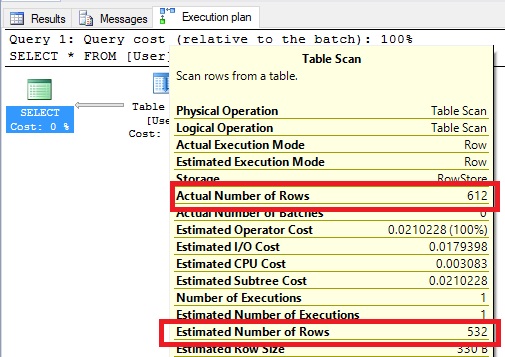 Results Messages Execution plan
Query 1: Query cost (relative to the batch): 100%
SELECT * FROM [User
Table Scan
Scan rows from a table.
SELECT
Cost: 0 %
Table
[Use
Cost:
Physical Operation Table Scan
Logical Operation Table Scan
Actual Execution Mode Row
Estimated Execution Mode Row
Storage RowStore
Actual Number of Rows 612
Actual Number of Batches 0
Estimated Operator Cost 0.0210228 (100%)
Estimated I/O Cost 0.0179398
Estimated CPU Cost 0.003083
Estimated Subtree Cost 0.0210228
Number of Executions 1
Estimated Number of Executions 1
Estimated Number of Rows 532
Estimated Row Size 330 B